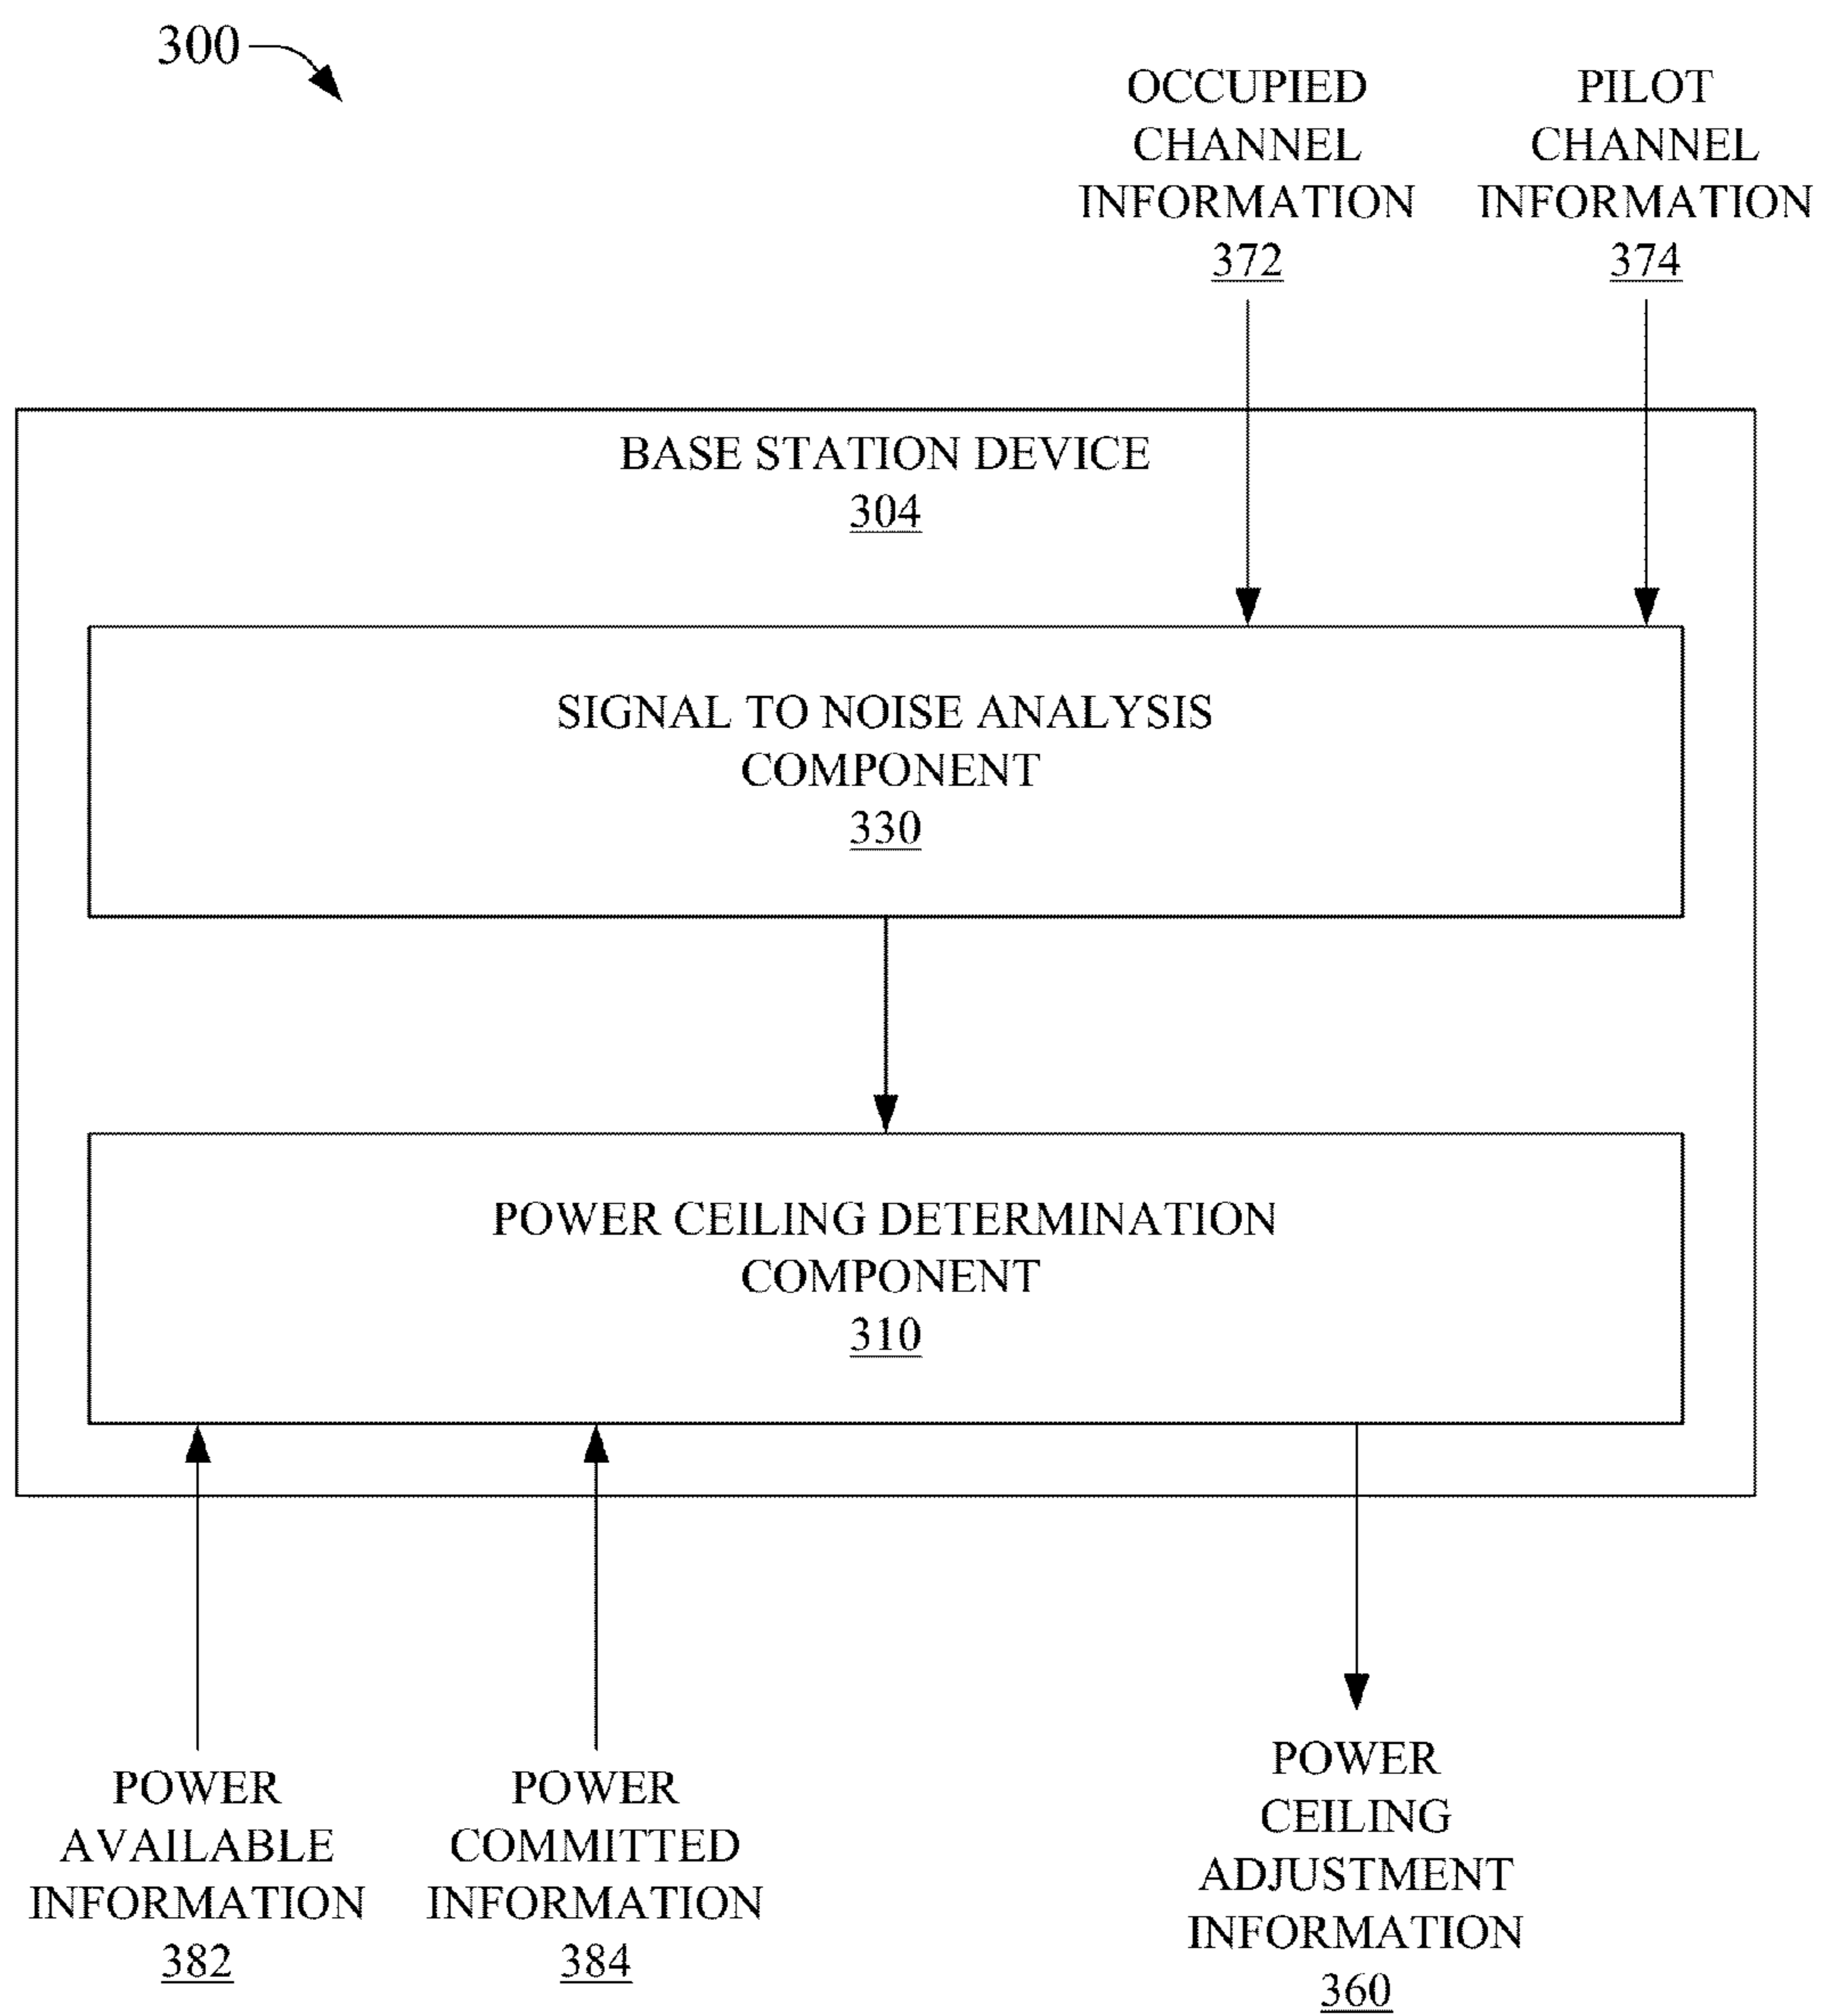 300
OCCUPIED
CHANNEL
INFORMATION
372
PILOT
CHANNEL
INFORMATION
374
BASE STATION DEVICE
304
SIGNAL TO NOISE ANALYSIS
COMPONENT
330
POWER CEILING DETERMINATION
COMPONENT
310
POWER
AVAILABLE
INFORMATION
382
POWER
COMMITTED
INFORMATION
384
POWER
CEILING
ADJUSTMENT
INFORMATION
360